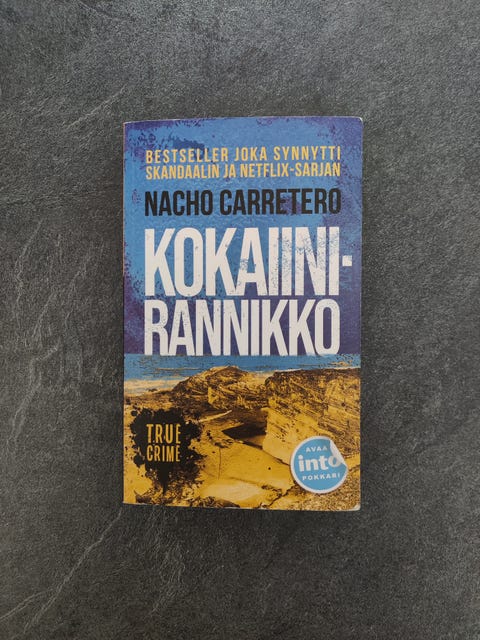 BESTSELLER JOKA SYNNYTTI
SKANDAALIN JA NETFLIX-SARJAN
NACHO CARRETERO
KOKAIINI-
RANNIKKO
TRUE
CRIME
AVAA
into
POKKARI